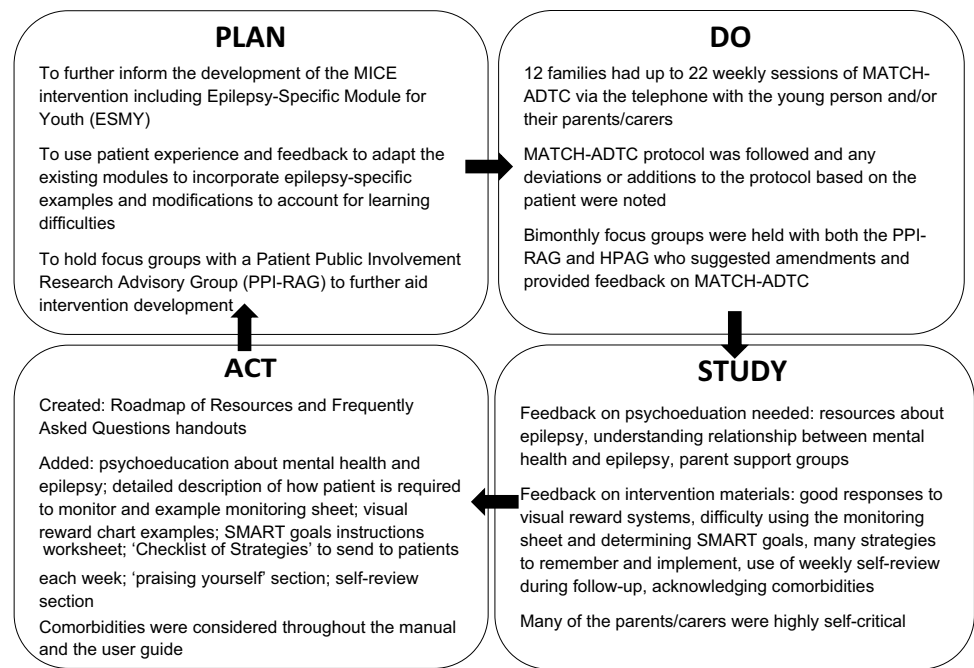 PLAN
To further inform the development of the MICE
intervention including Epilepsy-Specific Module for
Youth (ESMY)
To use patient experience and feedback to adapt the
existing modules to incorporate epilepsy-specific
examples and modifications to account for learning
difficulties
To hold focus groups with a Patient Public Involvement
Research Advisory Group (PPI-RAG) to further aid
intervention development
DO
12 families had up to 22 weekly sessions of MATCH-
ADTC via the telephone with the young person and/or
their parents/carers
MATCH-ADTC protocol was followed and any
deviations or additions to the protocol based on the
patient were noted
Bimonthly focus groups were held with both the PPI-
RAG and HPAG who suggested amendments and
provided feedback on MATCH-ADTC
STUDY
Feedback on psychoeduation needed: resources about
epilepsy, understanding relationship between mental
health and epilepsy, parent support groups
Feedback on intervention materials: good responses to
visual reward systems, difficulty using the monitoring
sheet and determining SMART goals, many strategies
to remember and implement, use of weekly self-review
during follow-up, acknowledging comorbidities
Many of the parents/carers were highly self-critical
ACT
Created: Roadmap of Resources and Frequently
Asked Questions handouts
Added: psychoeducation about mental health and
epilepsy; detailed description of how patient is required
to monitor and example monitoring sheet; visual
reward chart examples; SMART goals instructions
worksheet; ‘Checklist of Strategies’ to send to patients
each week; ‘praising yourself’ section; self-review
section
Comorbidities were considered throughout the manual
and the user guide